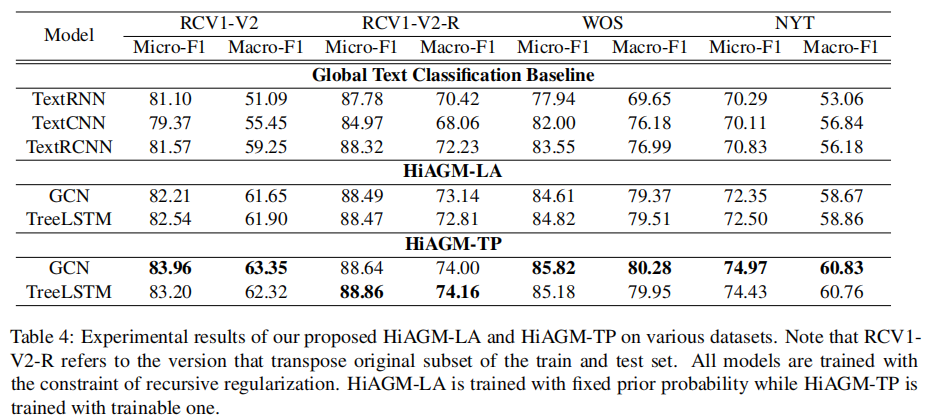 Model RCV1-V2 RCV1-V2-R WOS NYT
Micro-F1 Macro-F1 Micro-F1 Macro-F1 Micro-F1 Macro-F1 Micro-F1 Macro-F1
Global Text Classification Baseline
TextRNN 81.10 51.09 87.78 70.42 77.94 69.65 70.29 53.06
TextCNN 79.37 55.45 84.97 68.06 82.00 76.18 70.11 56.84
TextRCNN 81.57 59.25 88.32 72.23 83.55 76.99 70.83 56.18
HiAGM-LA
GCN 82.21 61.65 88.49 73.14 84.61 79.37 72.35 58.67
TreeLSTM 82.54 61.90 88.47 72.81 84.82 79.51 72.50 58.86
HiAGM-TP
GCN 83.96 63.35 88.64 74.00 85.82 80.28 74.97 60.83
TreeLSTM 83.20 62.32 88.86 74.16 85.18 79.95 74.43 60.76
Table 4: Experimental results of our proposed HiAGM-LA and HiAGM-TP on various datasets. Note that RCV1-
V2-R refers to the version that transpose original subset of the train and test set. All models are trained with
the constraint of recursive regularization. HiAGM-LA is trained with fixed prior probability while HiAGM-TP is
trained with trainable one.